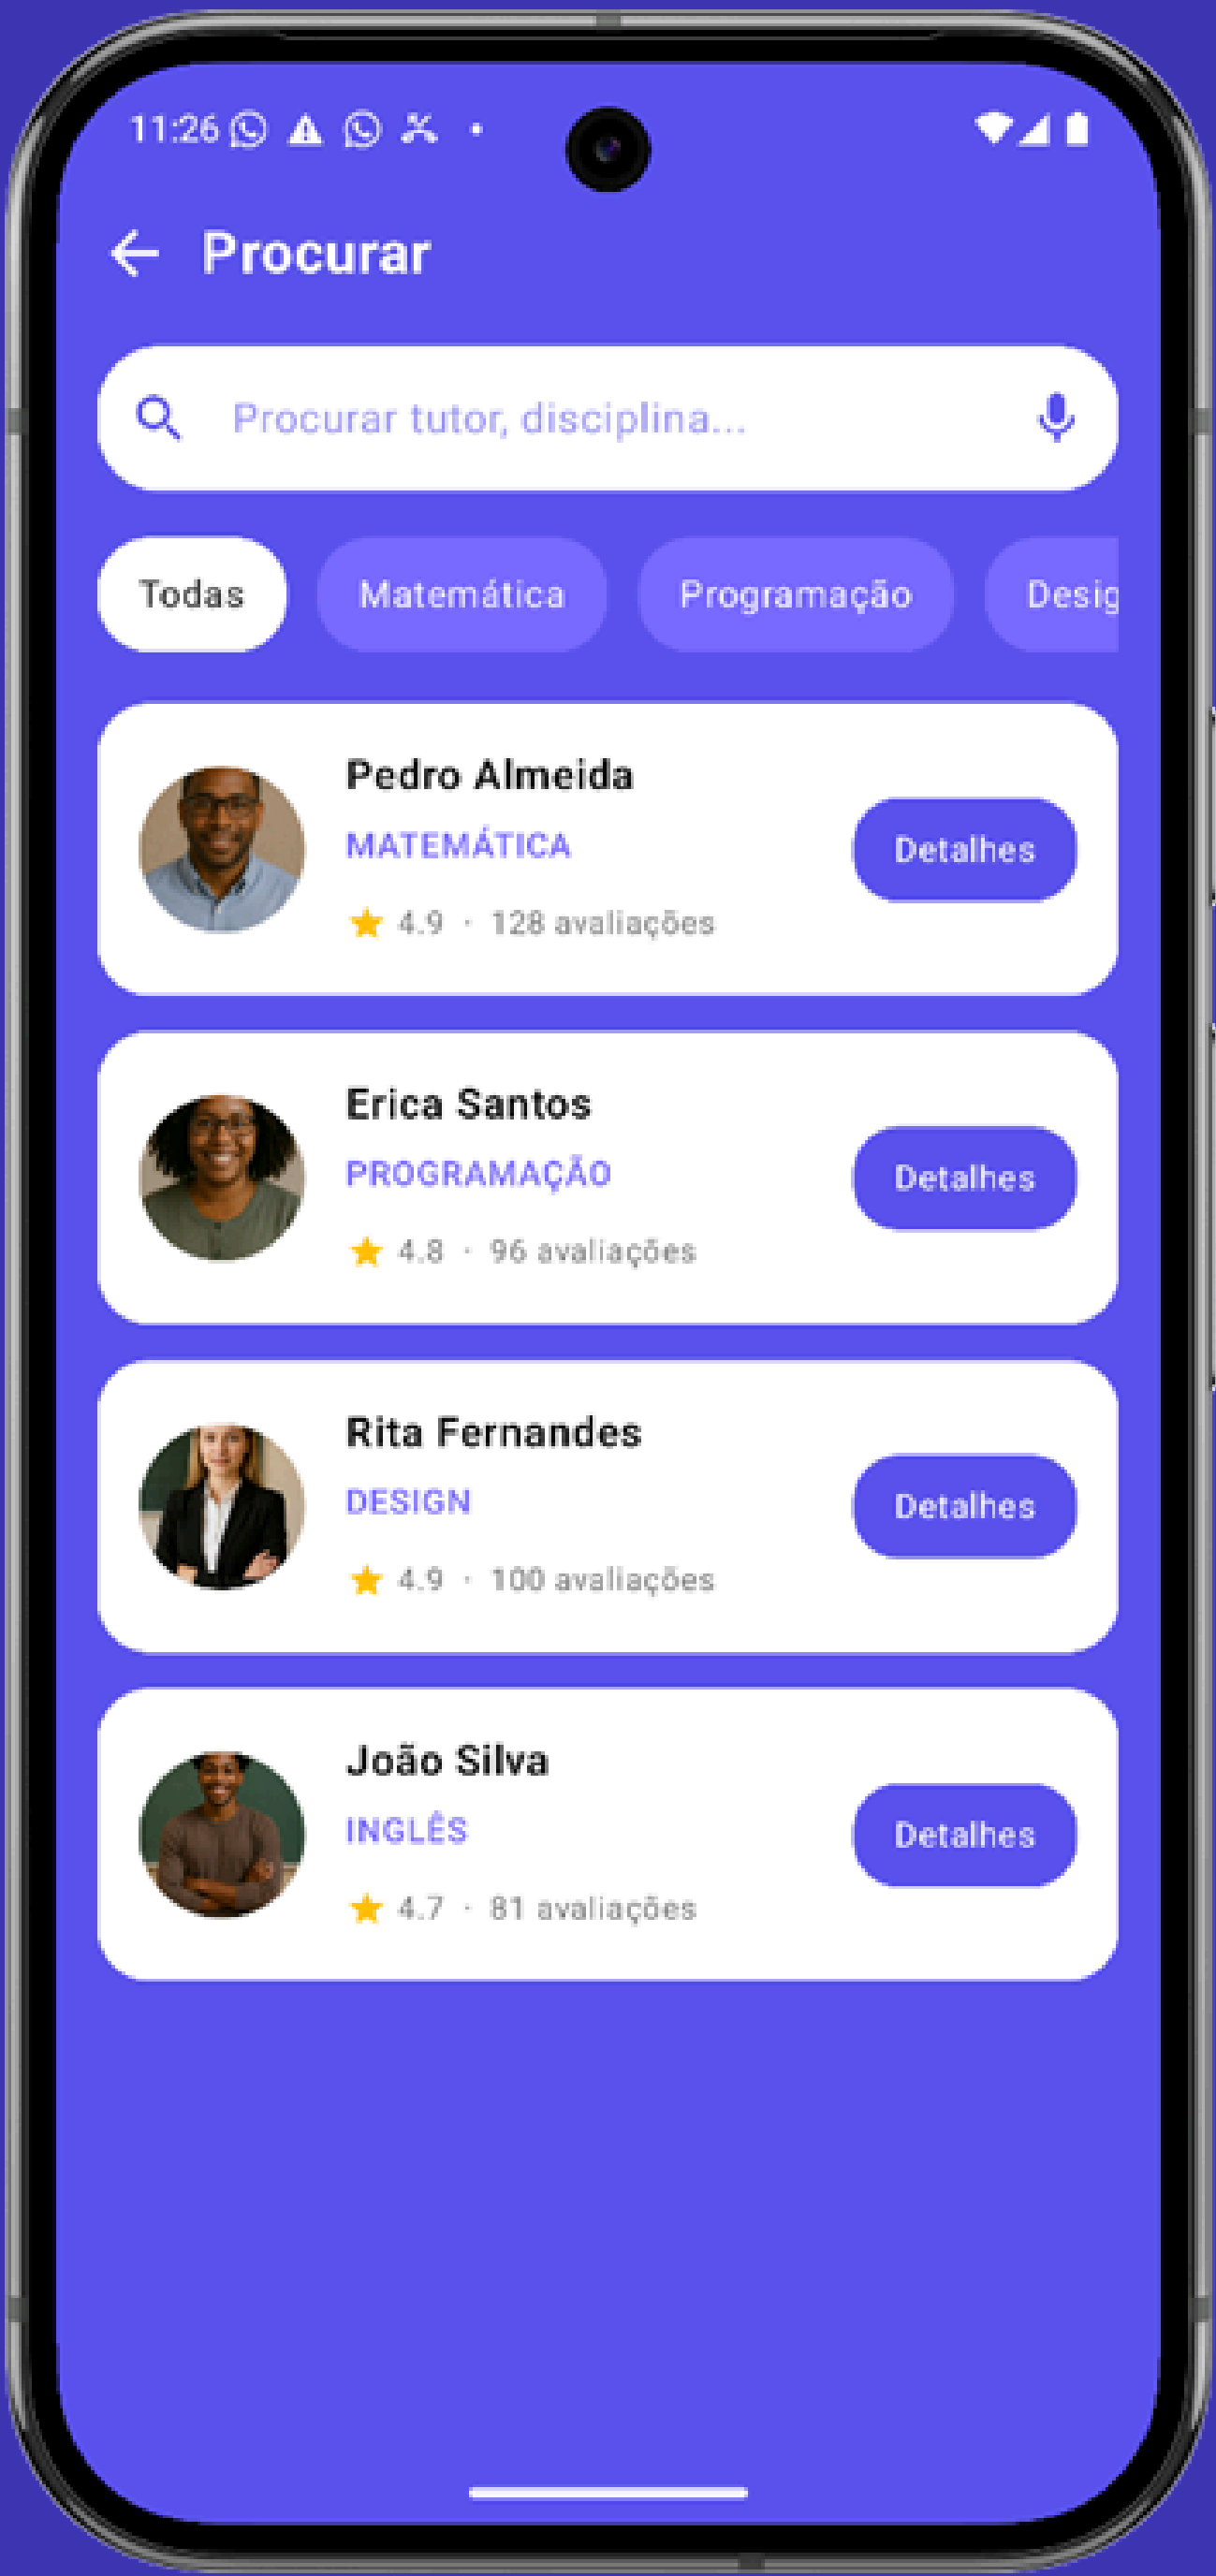 11:26
Procurar
Procurar tutor, disciplina...
Todas Matemática Programação Desig
Pedro Almeida
MATEMÁTICA
4.9 · 128 avaliações
Detalhes
Erica Santos
PROGRAMAÇÃO
4.8 · 96 avaliações
Detalhes
Rita Fernandes
DESIGN
4.9 · 100 avaliações
Detalhes
João Silva
INGLÊS
4.7 · 81 avaliações
Detalhes